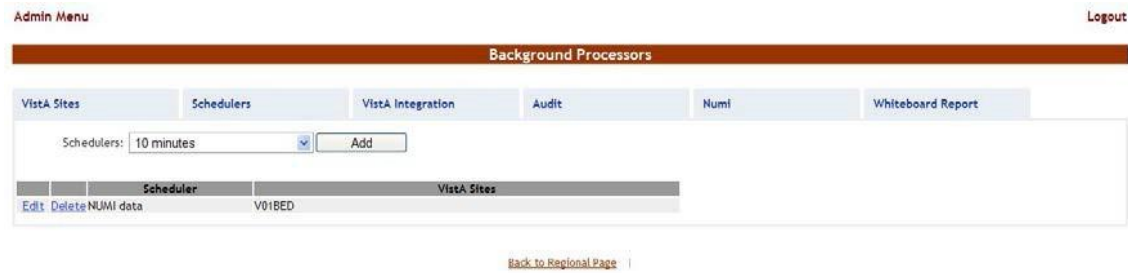 Admin Menu Logout
Background Processors
VistA Sites Schedulers VistA Integration Audit Numi Whiteboard Report
Schedulers: 10 minutes Add
Scheduler VistA Sites
Edit Delete NUMI data V01BED
Back to Regional Page |